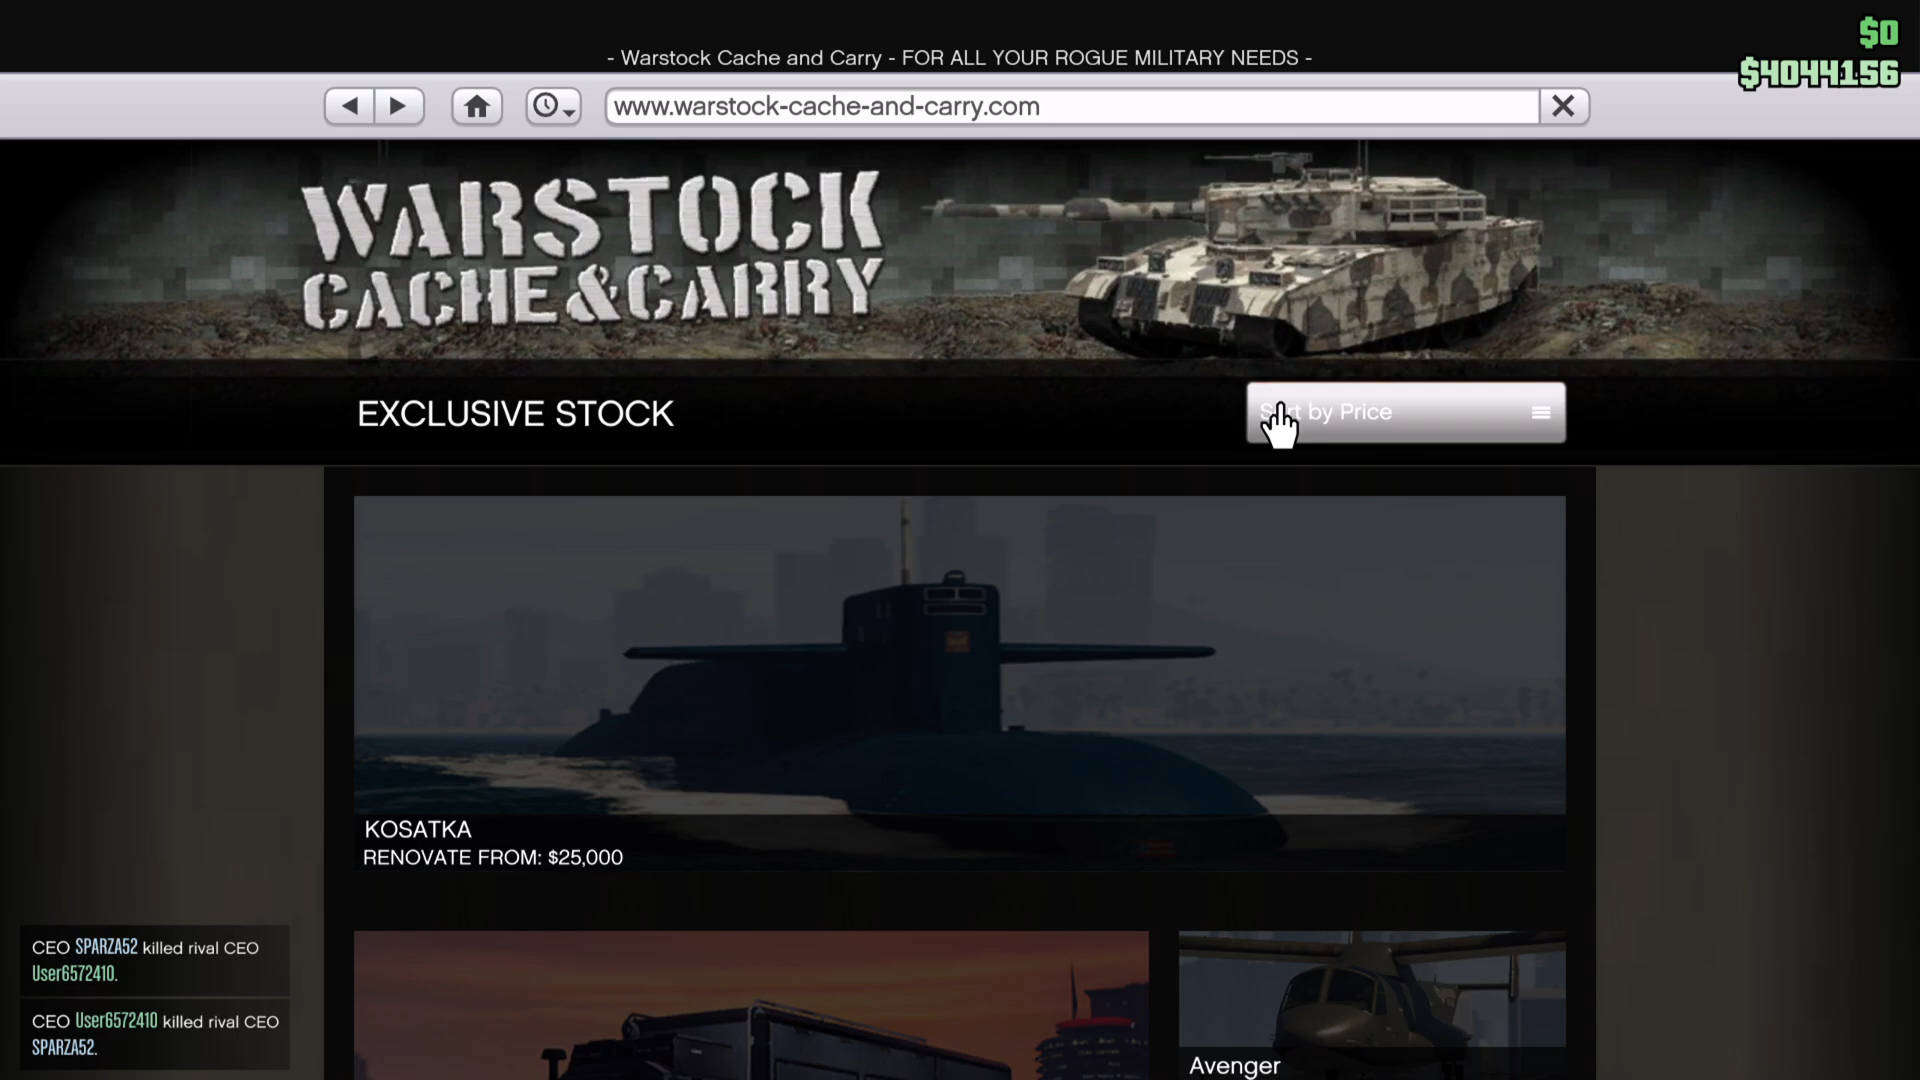 $0
- Warstock Cache and Carry - FOR ALL YOUR ROGUE MILITARY NEEDS -
$4044156
www.warstock-cache-and-carry.com
WARSTOCK
CACHE&CARRY
EXCLUSIVE STOCK
Sort by Price
KOSATKA
RENOVATE FROM: $25,000
CEO SPARZA52 killed rival CEO
User6572410.
CEO User6572410 killed rival CEO
SPARZA52.
Avenger